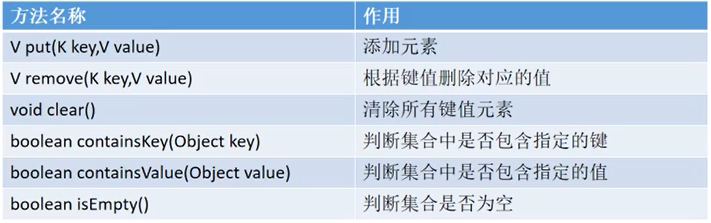 方法名称 作用
V put(K key,V value) 添加元素
V remove(K key,V value) 根据键值删除对应的值
void clear() 清除所有键值元素
boolean containsKey(Object key) 判断集合中是否包含指定的键
boolean containsValue(Object value) 判断集合中是否包含指定的值
boolean isEmpty() 判断集合是否为空